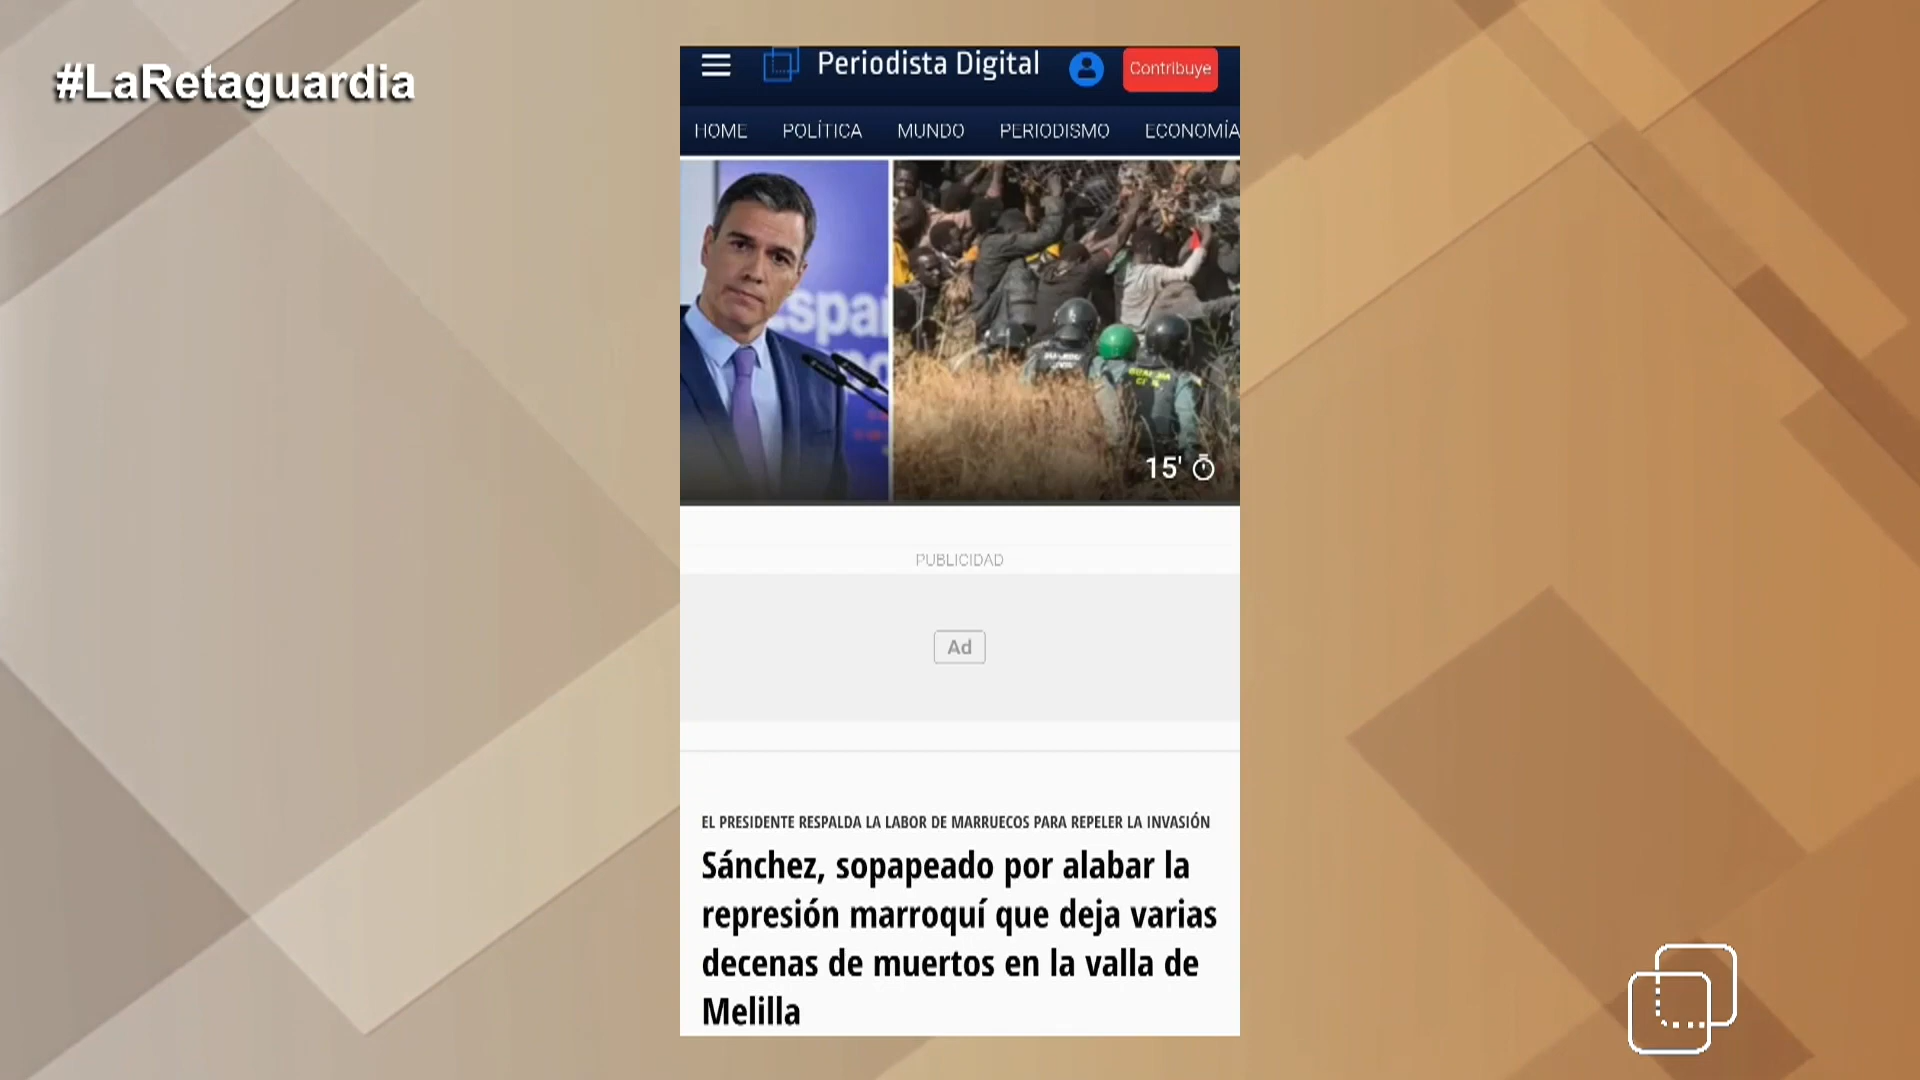 #LaRetaguardia
Periodista Digital
Contribuye
HOME POLÍTICA MUNDO PERIODISMO ECONOMÍA
GUARDIA
CIVIL
15'
PUBLICIDAD
Ad
EL PRESIDENTE RESPALDA LA LABOR DE MARRUECOS PARA REPELER LA INVASIÓN
Sánchez, sopapeado por alabar la
represión marroquí que deja varias
decenas de muertos en la valla de
Melilla